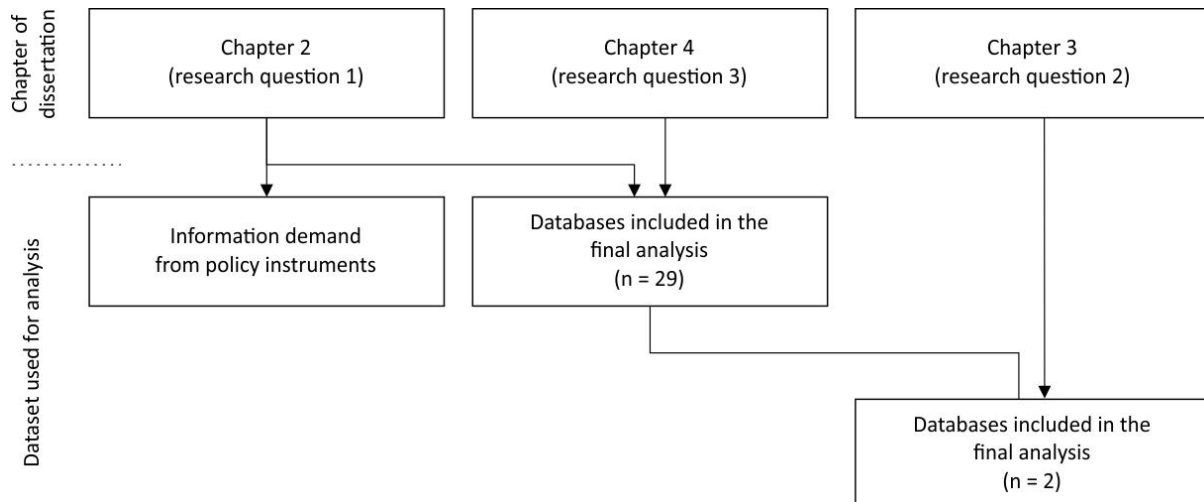 Chapter of
dissertation
Chapter 2
(research question 1)
Chapter 4
(research question 3)
Chapter 3
(research question 2)
Dataset used for analysis
Information demand
from policy instruments
Databases included in the
final analysis
(n = 29)
Databases included in the
final analysis
(n = 2)